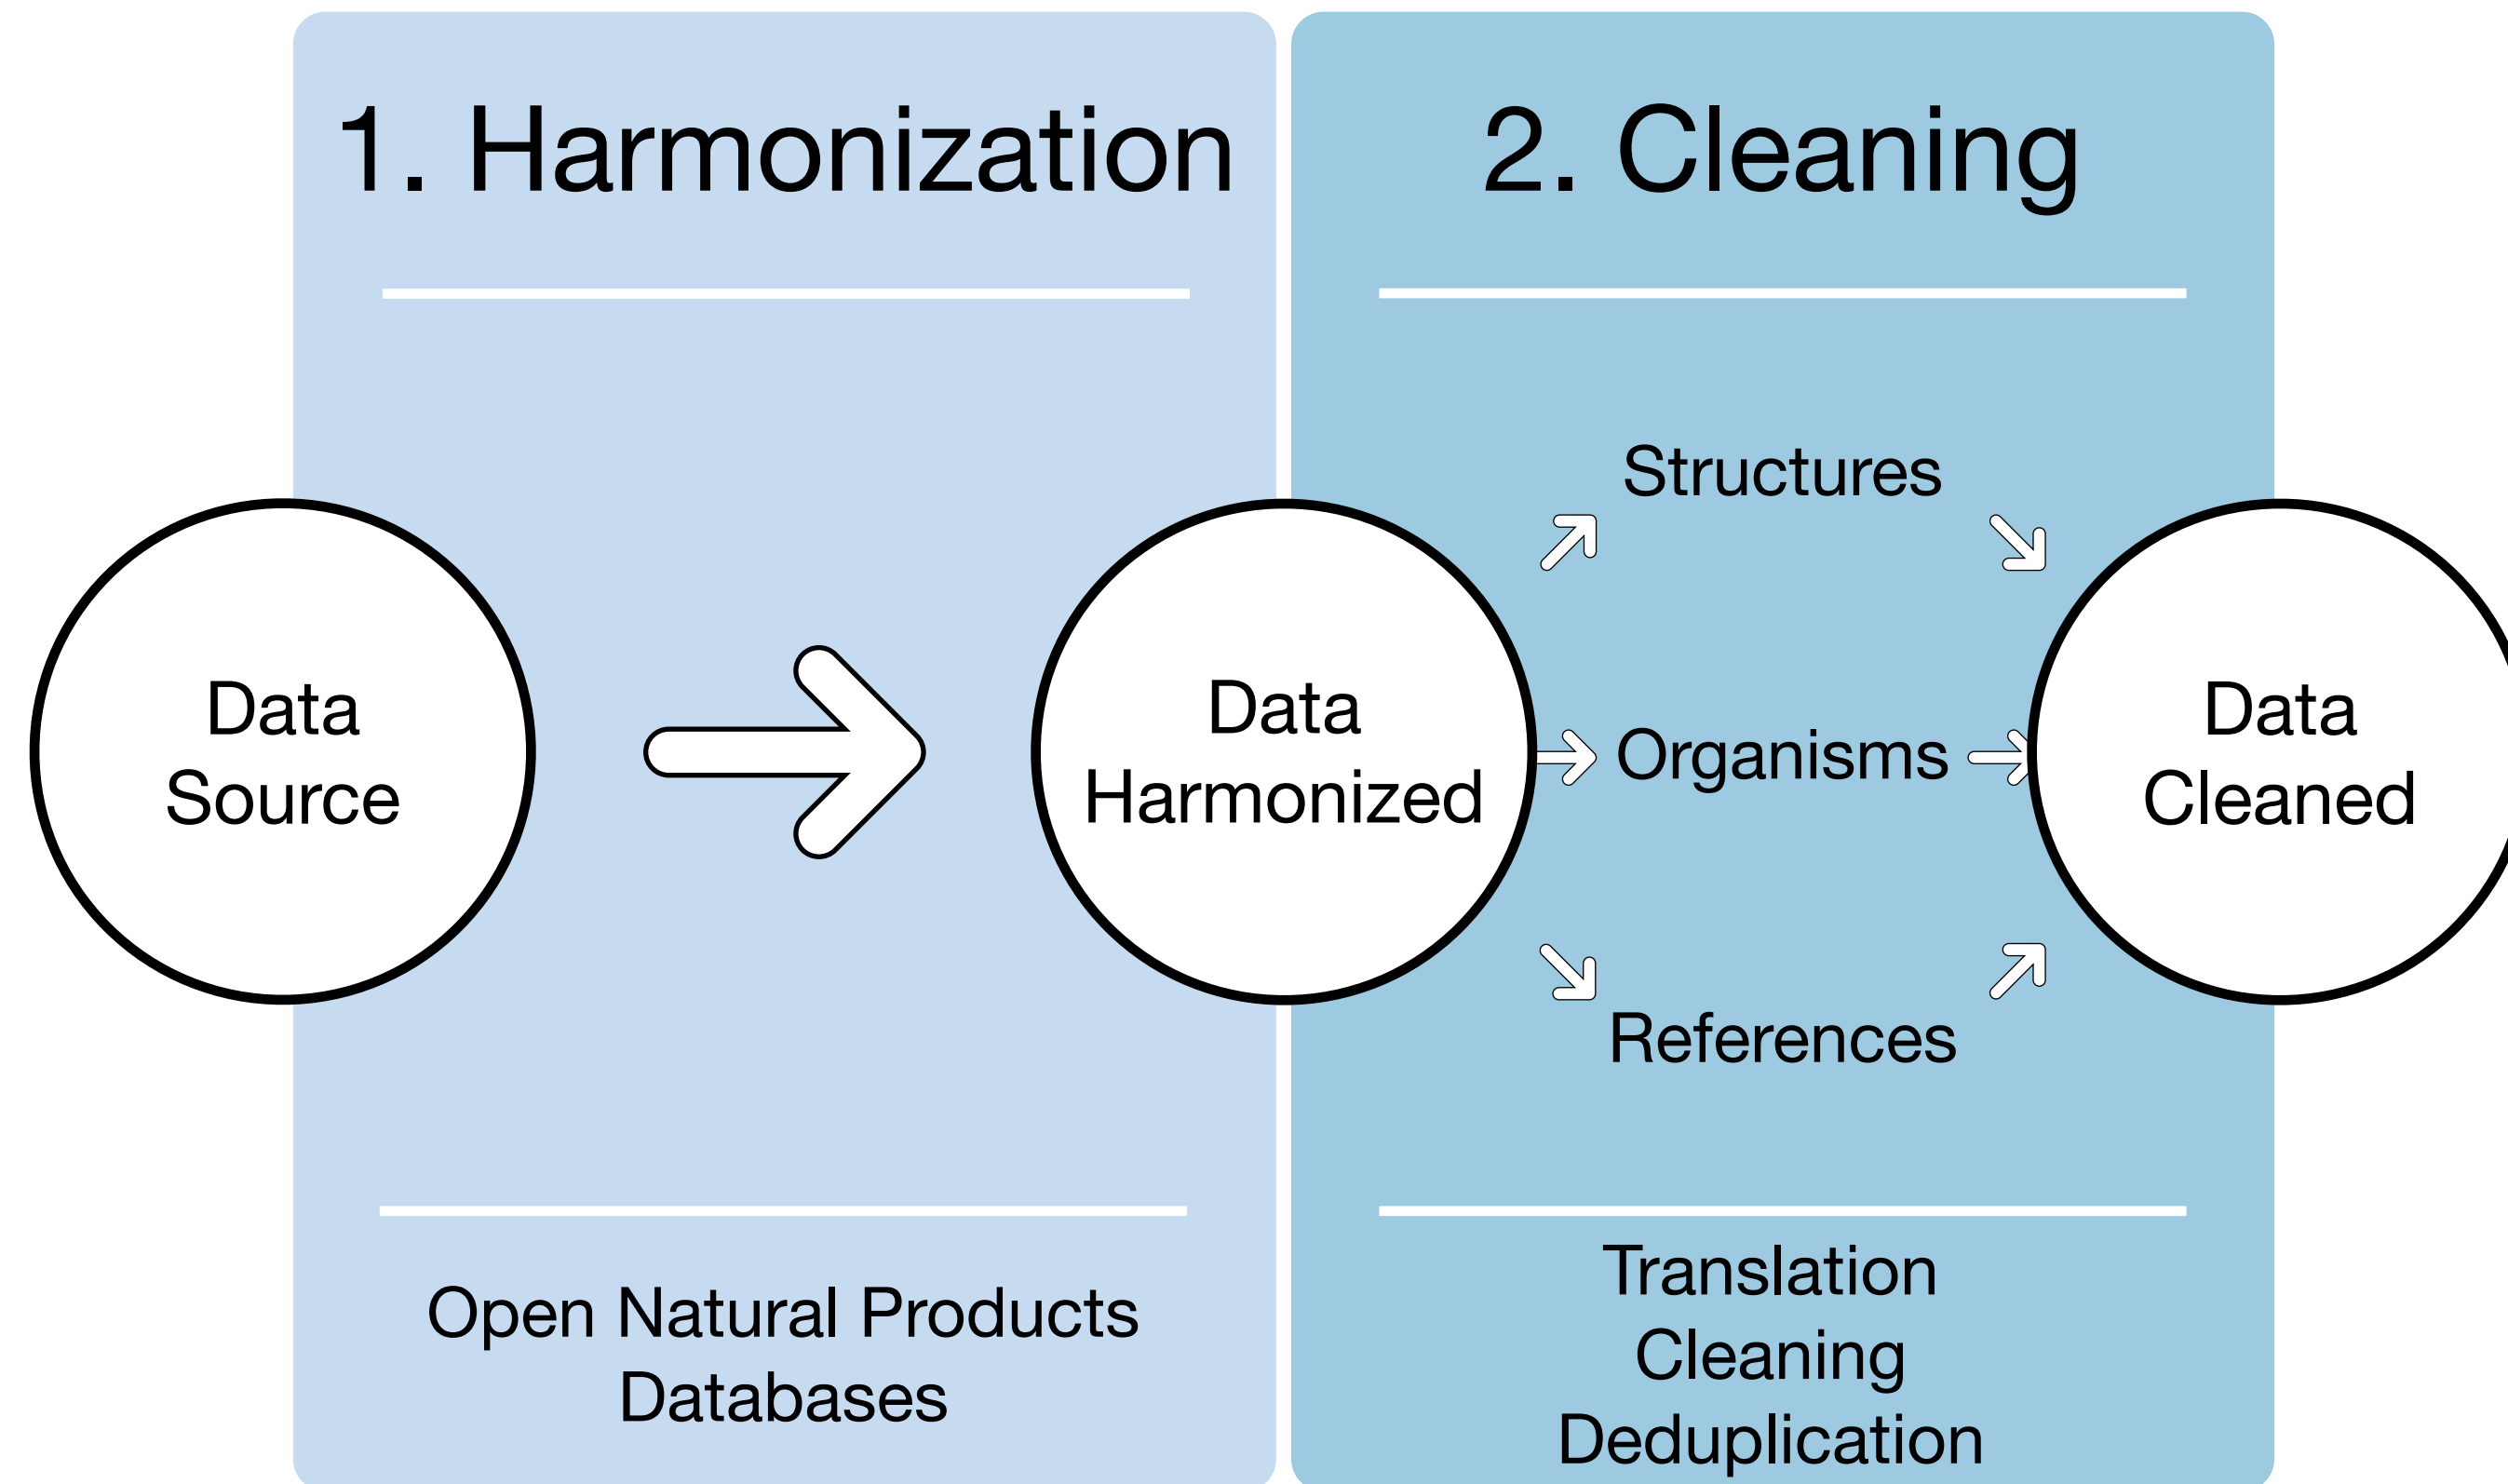 1. Harmonization
2. Cleaning
Data
Source
Data
Harmonized
Structures
Organisms
References
Data
Cleaned
Open Natural Products
Databases
Translation
Cleaning
Deduplication